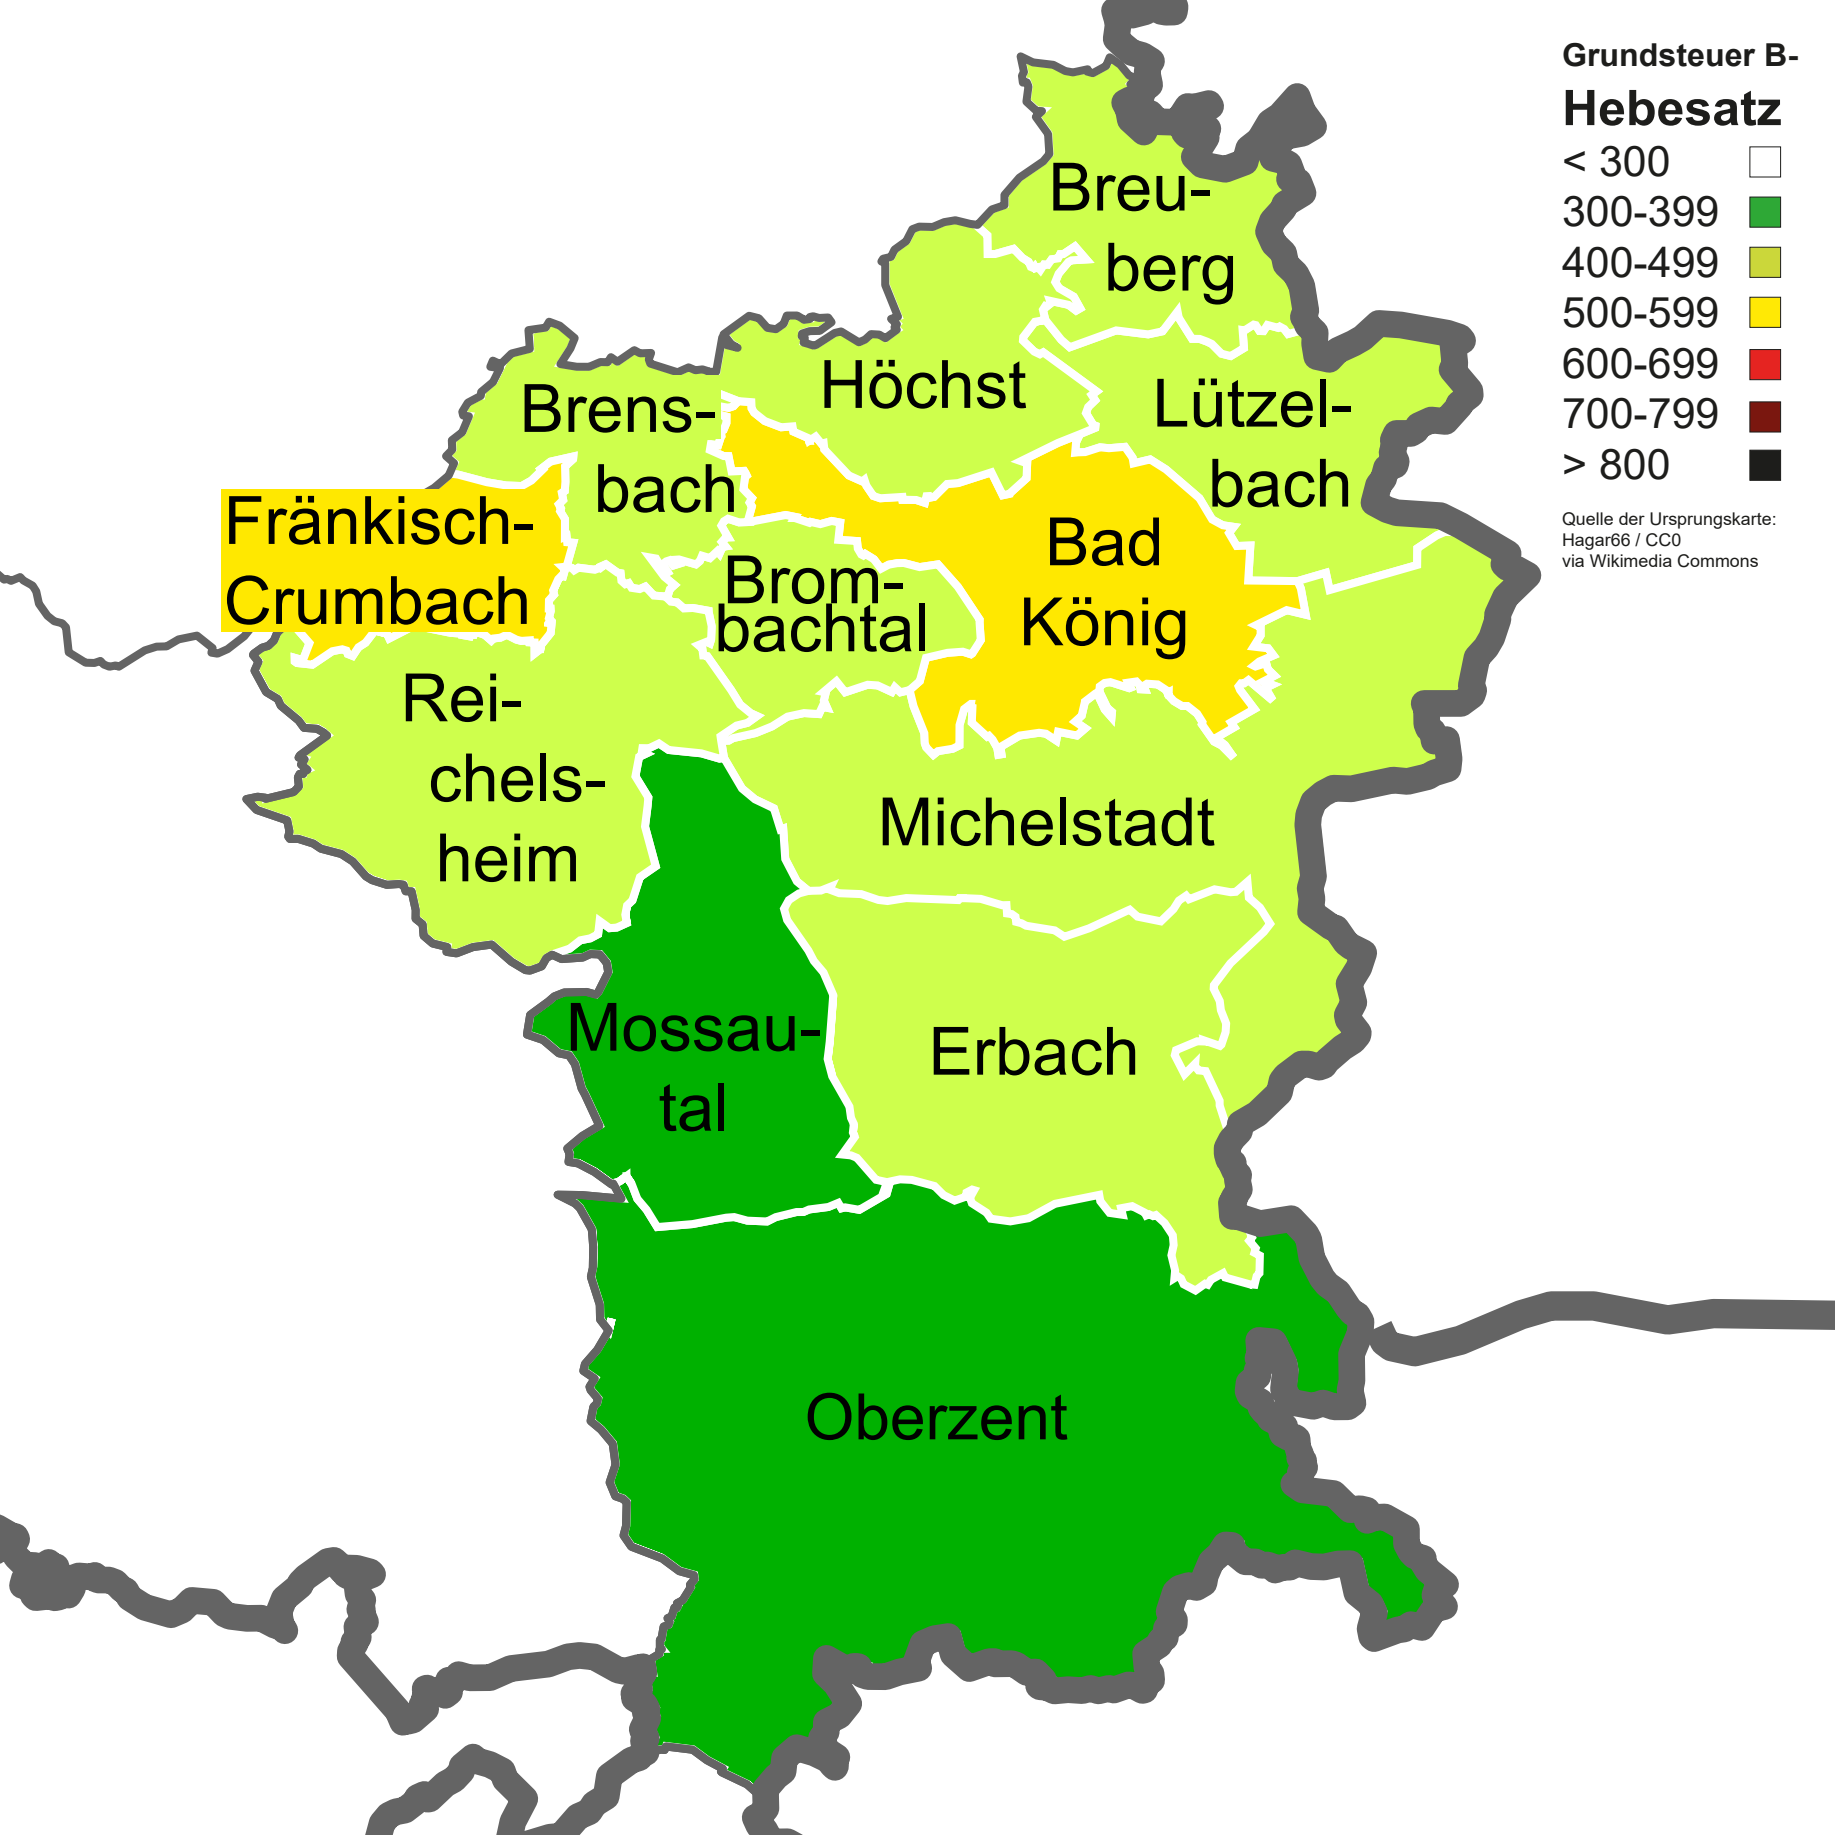 Grundsteuer B-
Hebesatz
< 300
300-399
400-499
500-599
600-699
700-799
> 800
Quelle der Ursprungskarte:
Hagar66 / CC0
via Wikimedia Commons
Breu-
berg
Höchst
Lützel-
bach
Brens-
bach
Fränkisch-
Crumbach
Bad
König
Brom-
bachtal
Rei-
chels-
heim
Michelstadt
Mossau-
tal
Erbach
Oberzent